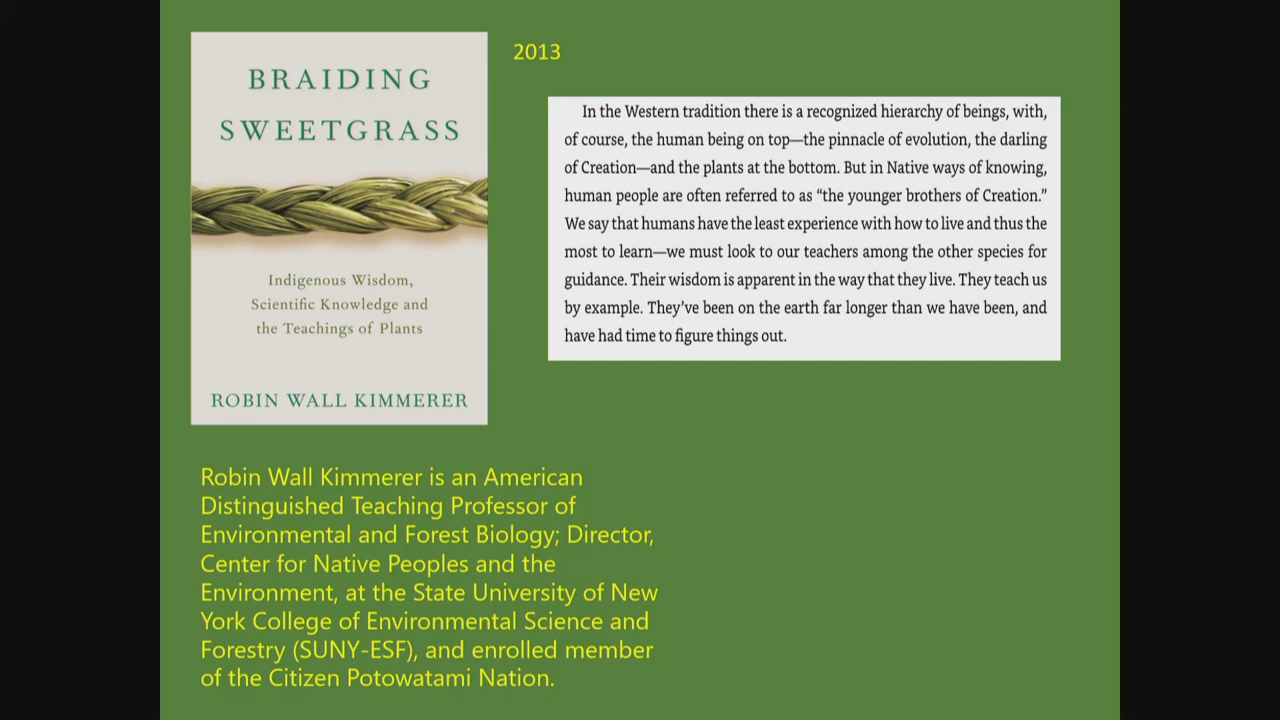 BRAIDING
SWEETGRASS
Indigenous Wisdom,
Scientific Knowledge and
the Teachings of Plants
ROBIN WALL KIMMERER
2013
In the Western tradition there is a recognized hierarchy of beings, with,
of course, the human being on top—the pinnacle of evolution, the darling
of Creation—and the plants at the bottom. But in Native ways of knowing,
human people are often referred to as “the younger brothers of Creation.”
We say that humans have the least experience with how to live and thus the
most to learn—we must look to our teachers among the other species for
guidance. Their wisdom is apparent in the way that they live. They teach us
by example. They’ve been on the earth far longer than we have been, and
have had time to figure things out.
Robin Wall Kimmerer is an American
Distinguished Teaching Professor of
Environmental and Forest Biology; Director,
Center for Native Peoples and the
Environment, at the State University of New
York College of Environmental Science and
Forestry (SUNY-ESF), and enrolled member
of the Citizen Potowatami Nation.